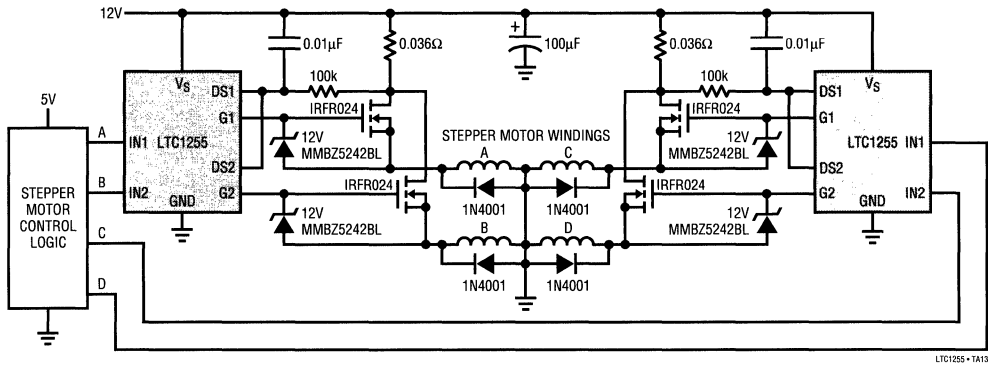 12V
0.01µF
0.036Ω
+
100µF
0.036Ω
0.01µF
5V
VS
DS1
100k
IRFR024
G1
LTC1255
IN1
A
12V
MMBZ5242BL
DS2
IN2
B
G2
GND
STEPPER
MOTOR
CONTROL
LOGIC
C
D
IRFR024
12V
MMBZ5242BL
STEPPER MOTOR WINDINGS
A
C
1N4001
1N4001
B
D
1N4001
1N4001
100k
IRFR024
12V
MMBZ5242BL
IRFR024
12V
MMBZ5242BL
VS
DS1
G1
LTC1255
IN1
DS2
G2
IN2
GND
LTC1255 • TA13